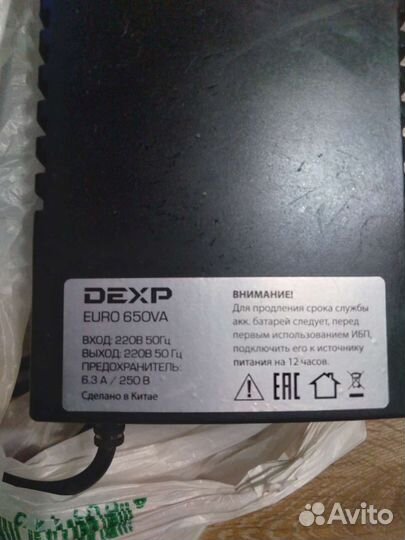 DEXP
EURO 650VA
ВХОД: 220В 50Гц
ВЫХОД: 220В 50 Гц
ПРЕДОХРАНИТЕЛЬ:
6.3 А / 250 В
Сделано в Китае
ВНИМАНИЕ!
Для продления срока службы
акк. батарей следует, перед
первым использованием ИБП,
подключить его к источнику
питания на 12 часов.
EAC
Avito